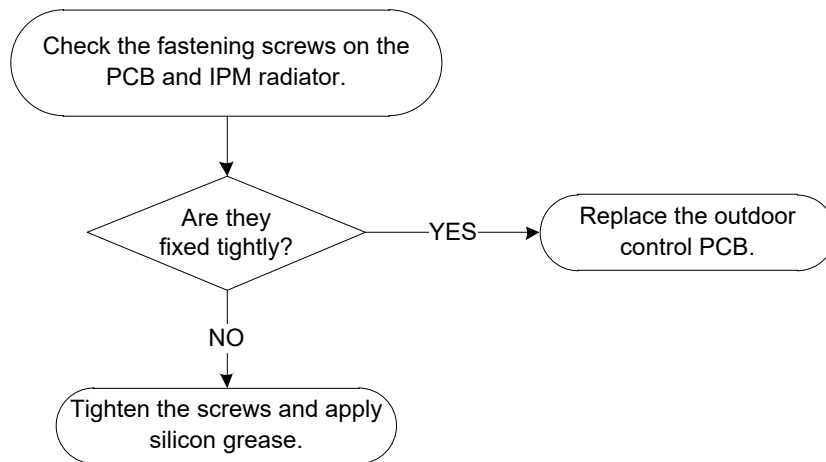 Check the fastening screws on the
PCB and IPM radiator.
Are they
fixed tightly?
YES
Replace the outdoor
control PCB.
NO
Tighten the screws and apply
silicon grease.